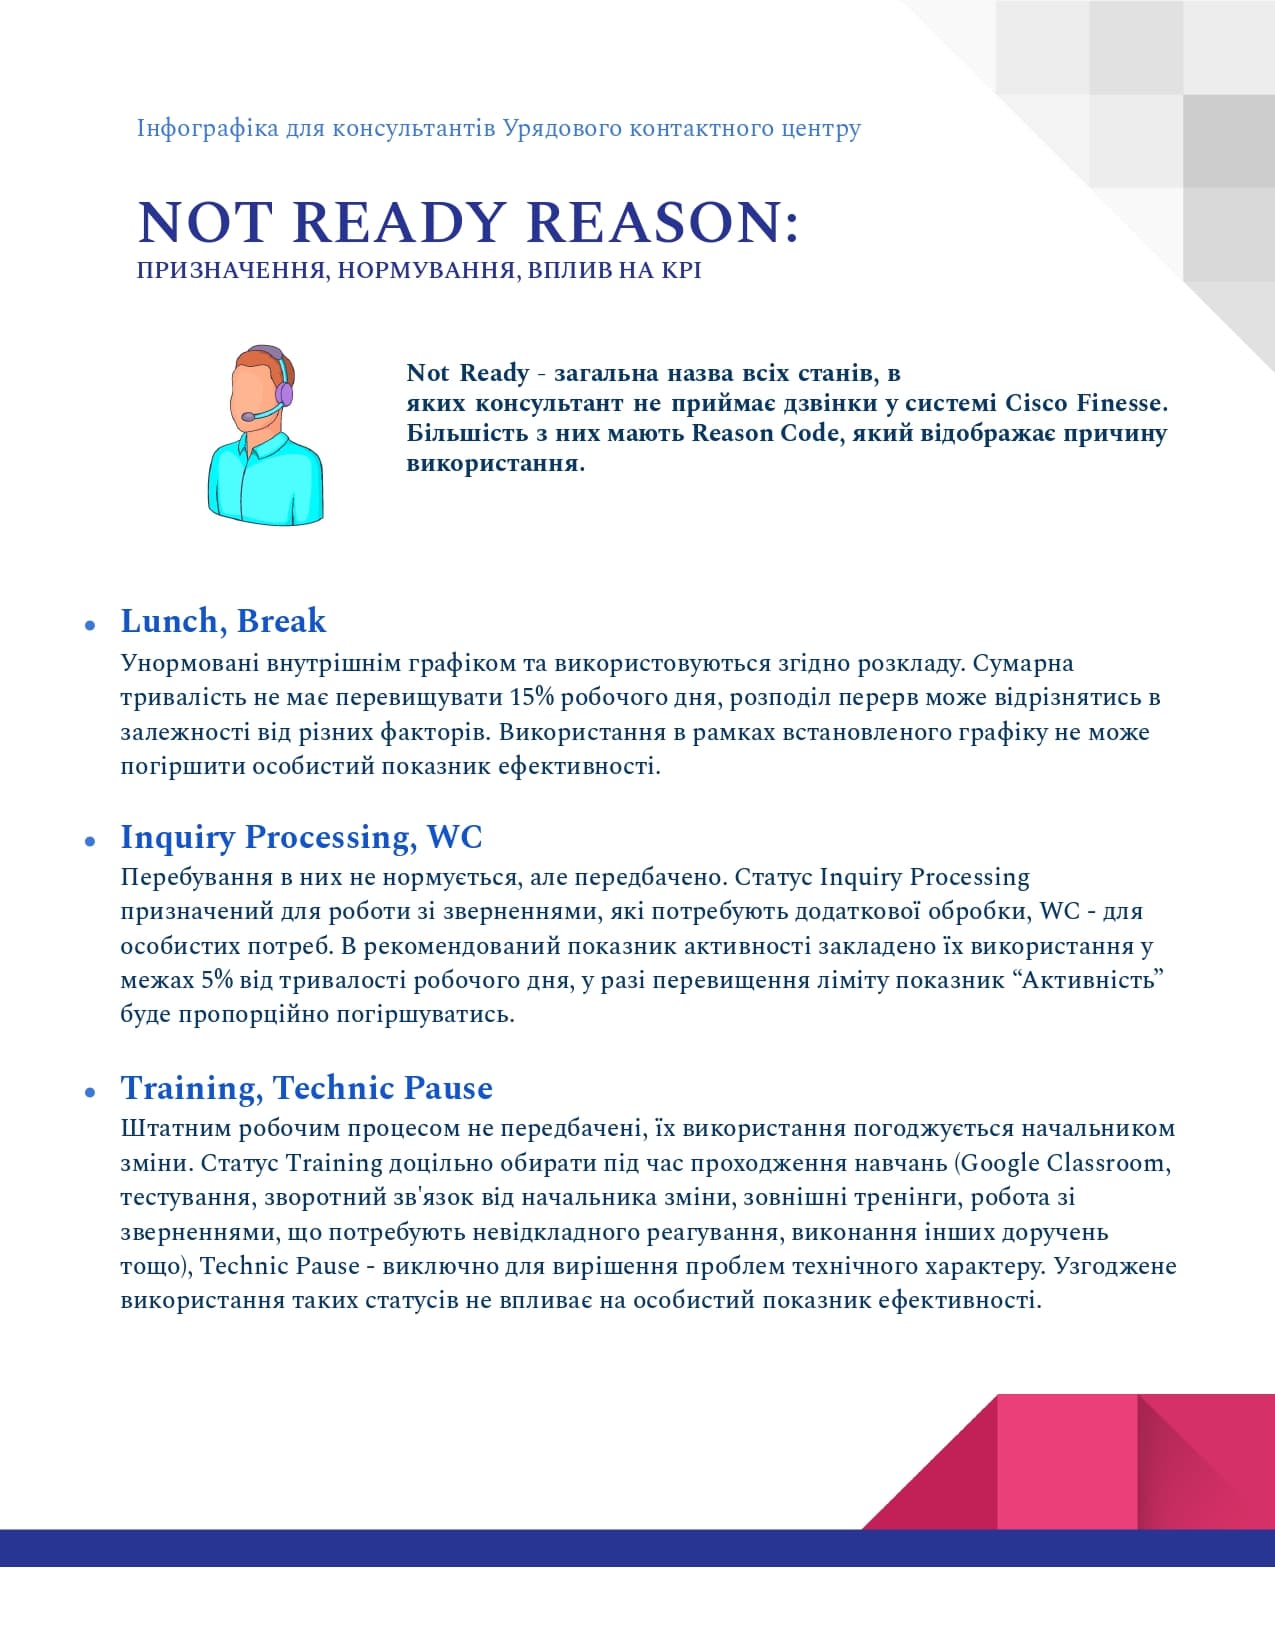 Інфографіка для консультантів Урядового контактного центру
NOT READY REASON:
ПРИЗНАЧЕННЯ, НОРМУВАННЯ, ВПЛИВ НА KPI
Not Ready - загальна назва всіх станів, в
яких консультант не приймає дзвінки у системі Cisco Finesse.
Більшість з них мають Reason Code, який відображає причину
використання.
• Lunch, Break
Унормовані внутрішнім графіком та використовуються згідно розкладу. Сумарна
тривалість не має перевищувати 15% робочого дня, розподіл перерв може відрізнятись в
залежності від різних факторів. Використання в рамках встановленого графіку не може
погіршити особистий показник ефективності.
• Inquiry Processing, WC
Перебування в них не нормується, але передбачено. Статус Inquiry Processing
призначений для роботи зі зверненнями, які потребують додаткової обробки, WC - для
особистих потреб. В рекомендований показник активності закладено їх використання у
межах 5% від тривалості робочого дня, у разі перевищення ліміту показник “Активність”
буде пропорційно погіршуватись.
• Training, Technic Pause
Штатним робочим процесом не передбачені, їх використання погоджується начальником
зміни. Статус Training доцільно обирати під час проходження навчань (Google Classroom,
тестування, зворотний зв'язок від начальника зміни, зовнішні тренінги, робота зі
зверненнями, що потребують невідкладного реагування, виконання інших доручень
тощо), Technic Pause - виключно для вирішення проблем технічного характеру. Узгоджене
використання таких статусів не впливає на особистий показник ефективності.